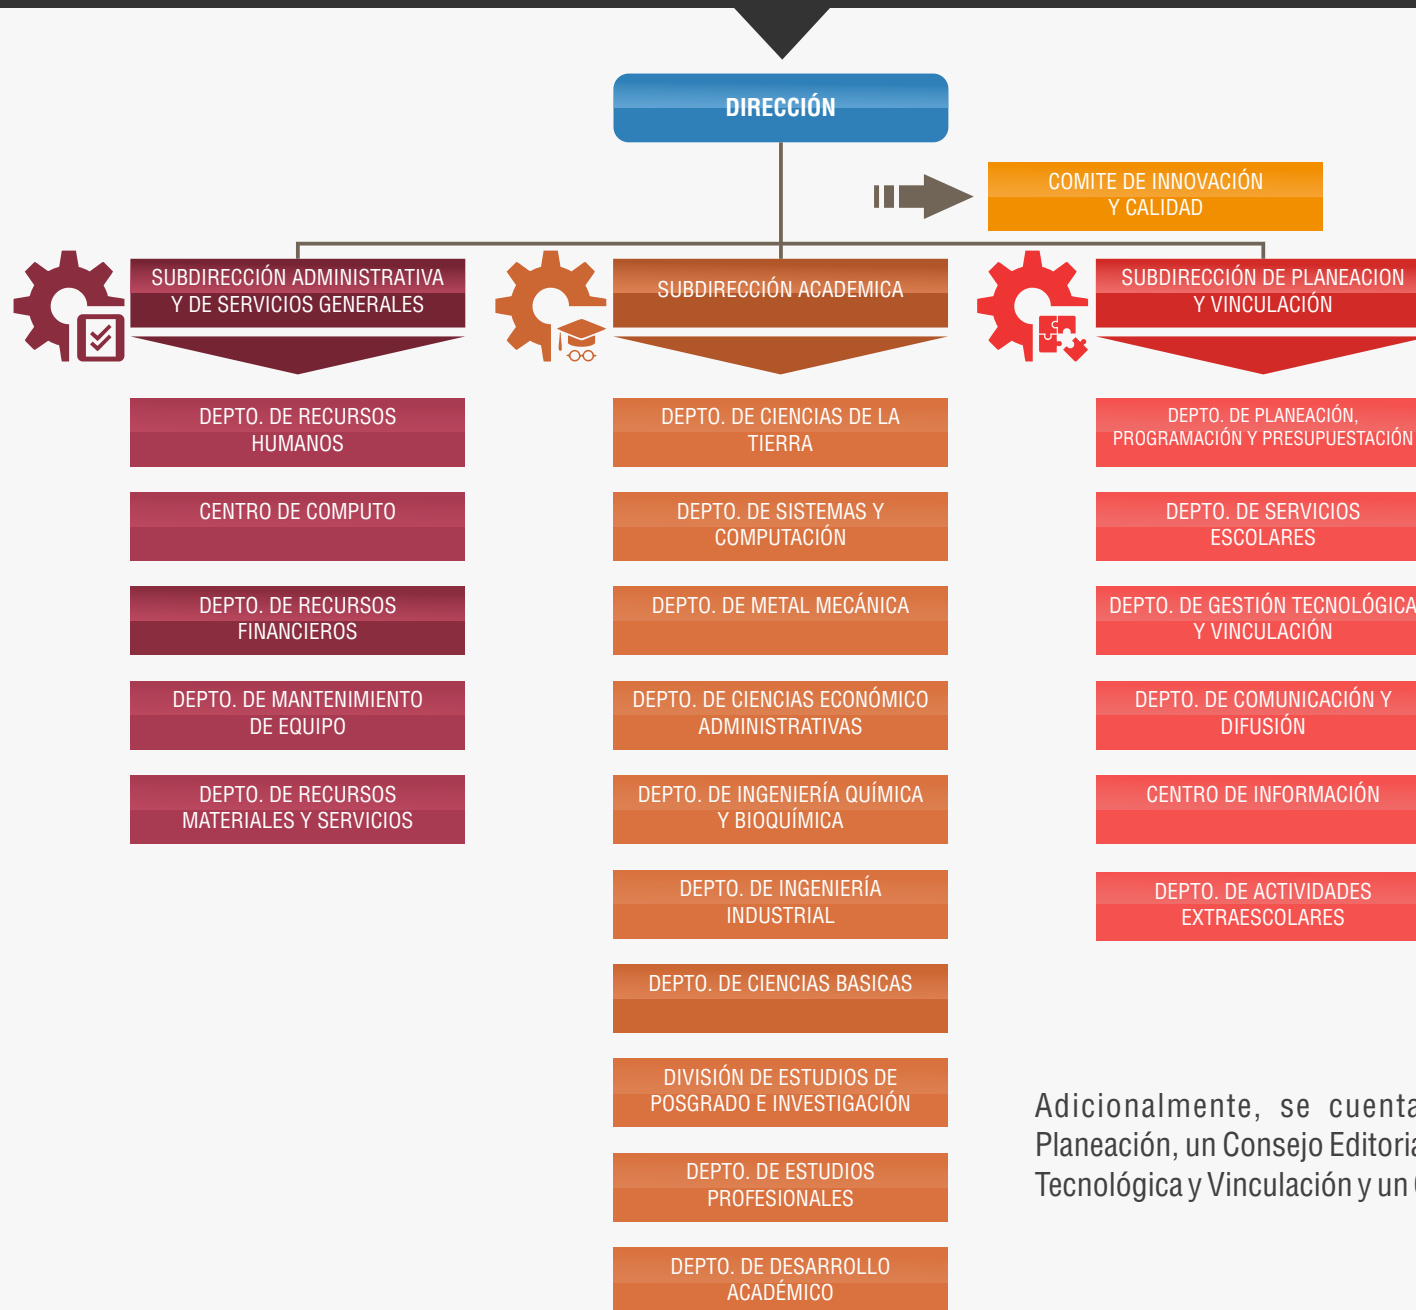 DIRECCIÓN
COMITE DE INNOVACIÓN
Y CALIDAD
SUBDIRECCIÓN ADMINISTRATIVA
Y DE SERVICIOS GENERALES
DEPTO. DE RECURSOS
HUMANOS
CENTRO DE COMPUTO
DEPTO. DE RECURSOS
FINANCIEROS
DEPTO. DE MANTENIMIENTO
DE EQUIPO
DEPTO. DE RECURSOS
MATERIALES Y SERVICIOS
SUBDIRECCIÓN ACADEMICA
DEPTO. DE CIENCIAS DE LA
TIERRA
DEPTO. DE SISTEMAS Y
COMPUTACIÓN
DEPTO. DE METAL MECÁNICA
DEPTO. DE CIENCIAS ECONÓMICO
ADMINISTRATIVAS
DEPTO. DE INGENIERÍA QUÍMICA
Y BIOQUÍMICA
DEPTO. DE INGENIERÍA
INDUSTRIAL
DEPTO. DE CIENCIAS BASICAS
DIVISIÓN DE ESTUDIOS DE
POSGRADO E INVESTIGACIÓN
DEPTO. DE ESTUDIOS
PROFESIONALES
DEPTO. DE DESARROLLO
ACADÉMICO
SUBDIRECCIÓN DE PLANEACION
Y VINCULACIÓN
DEPTO. DE PLANEACIÓN,
PROGRAMACIÓN Y PRESUPUESTACIÓN
DEPTO. DE SERVICIOS
ESCOLARES
DEPTO. DE GESTIÓN TECNOLÓGICA
Y VINCULACIÓN
DEPTO. DE COMUNICACIÓN Y
DIFUSIÓN
CENTRO DE INFORMACIÓN
DEPTO. DE ACTIVIDADES
EXTRAESCOLARES
Adicionalmente, se cuenta
Planeación, un Consejo Editoria
Tecnológica y Vinculación y un